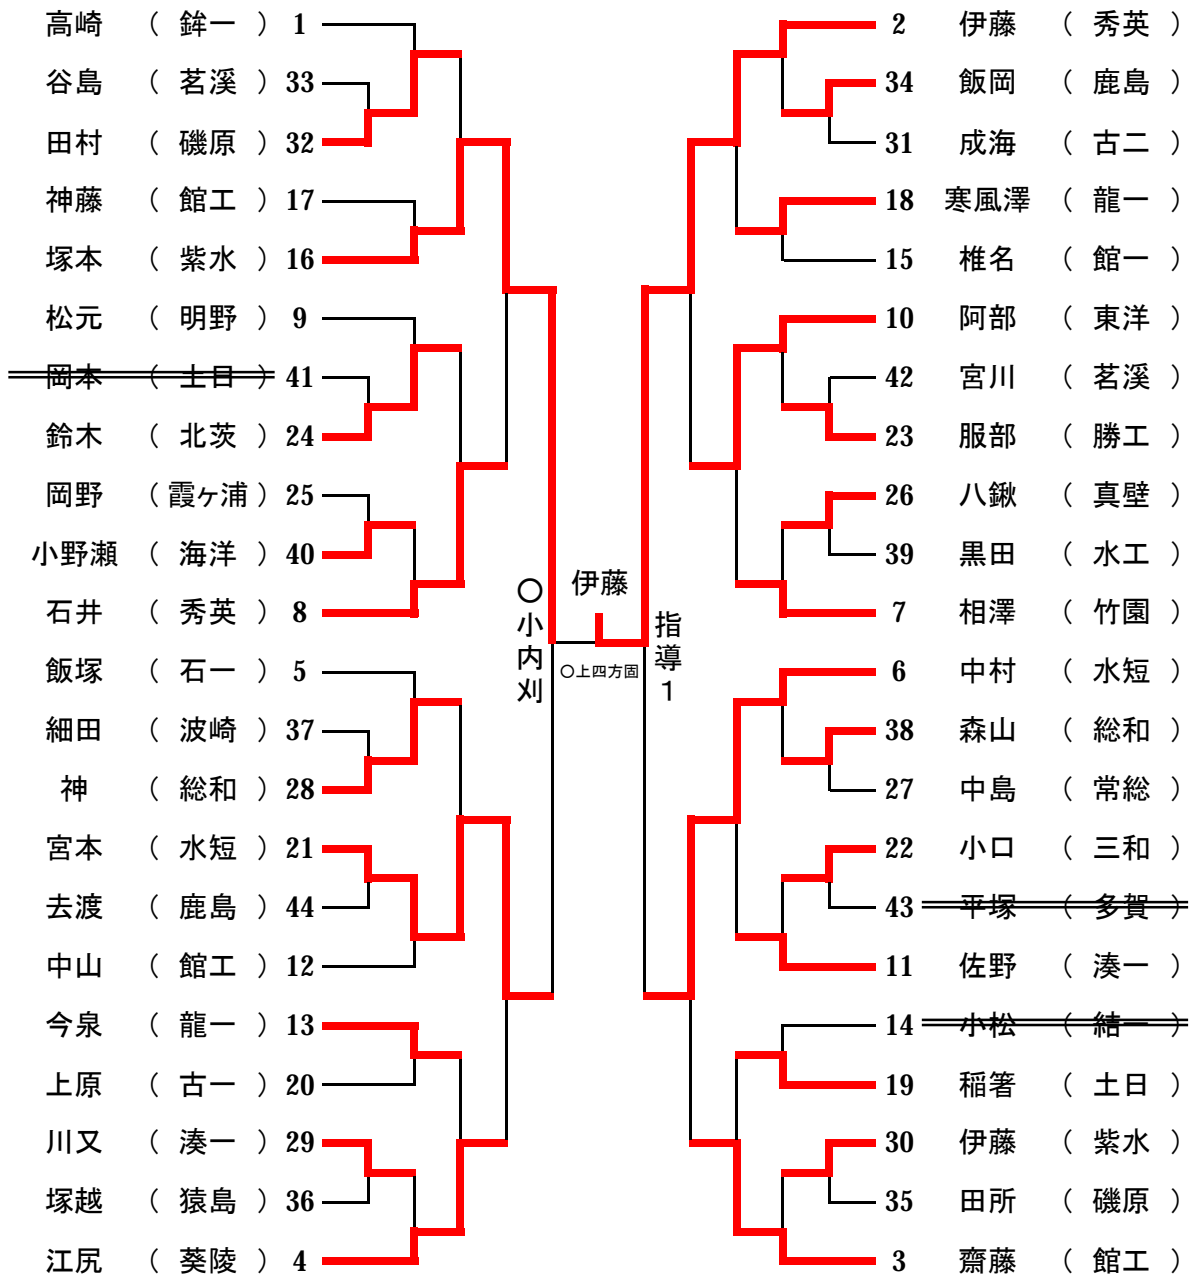 高崎 （ 鉾一 ） 1
谷島 （ 茗溪 ） 33
田村 （ 磯原 ） 32
神藤 （ 館工 ） 17
塚本 （ 紫水 ） 16
松元 （ 明野 ） 9
岡本 （ 土日 ） 41
鈴木 （ 北茨 ） 24
岡野 （ 霞ヶ浦 ） 25
小野瀬 （ 海洋 ） 40
石井 （ 秀英 ） 8
飯塚 （ 石一 ） 5
細田 （ 波崎 ） 37
神 （ 総和 ） 28
宮本 （ 水短 ） 21
去渡 （ 鹿島 ） 44
中山 （ 館工 ） 12
今泉 （ 龍一 ） 13
上原 （ 古一 ） 20
川又 （ 湊一 ） 29
塚越 （ 猿島 ） 36
江尻 （ 葵陵 ） 4
〇小内刈
伊藤
〇上四方固
指導1
2 伊藤 （ 秀英 ）
34 飯岡 （ 鹿島 ）
31 成海 （ 古二 ）
18 寒風澤 （ 龍一 ）
15 椎名 （ 館一 ）
10 阿部 （ 東洋 ）
42 宮川 （ 茗溪 ）
23 服部 （ 勝工 ）
26 八鍬 （ 真壁 ）
39 黒田 （ 水工 ）
7 相澤 （ 竹園 ）
6 中村 （ 水短 ）
38 森山 （ 総和 ）
27 中島 （ 常総 ）
22 小口 （ 三和 ）
43 平塚 （ 多賀 ）
11 佐野 （ 湊一 ）
14 小松 （ 結一 ）
19 稲箸 （ 土日 ）
30 伊藤 （ 紫水 ）
35 田所 （ 磯原 ）
3 齋藤 （ 館工 ）